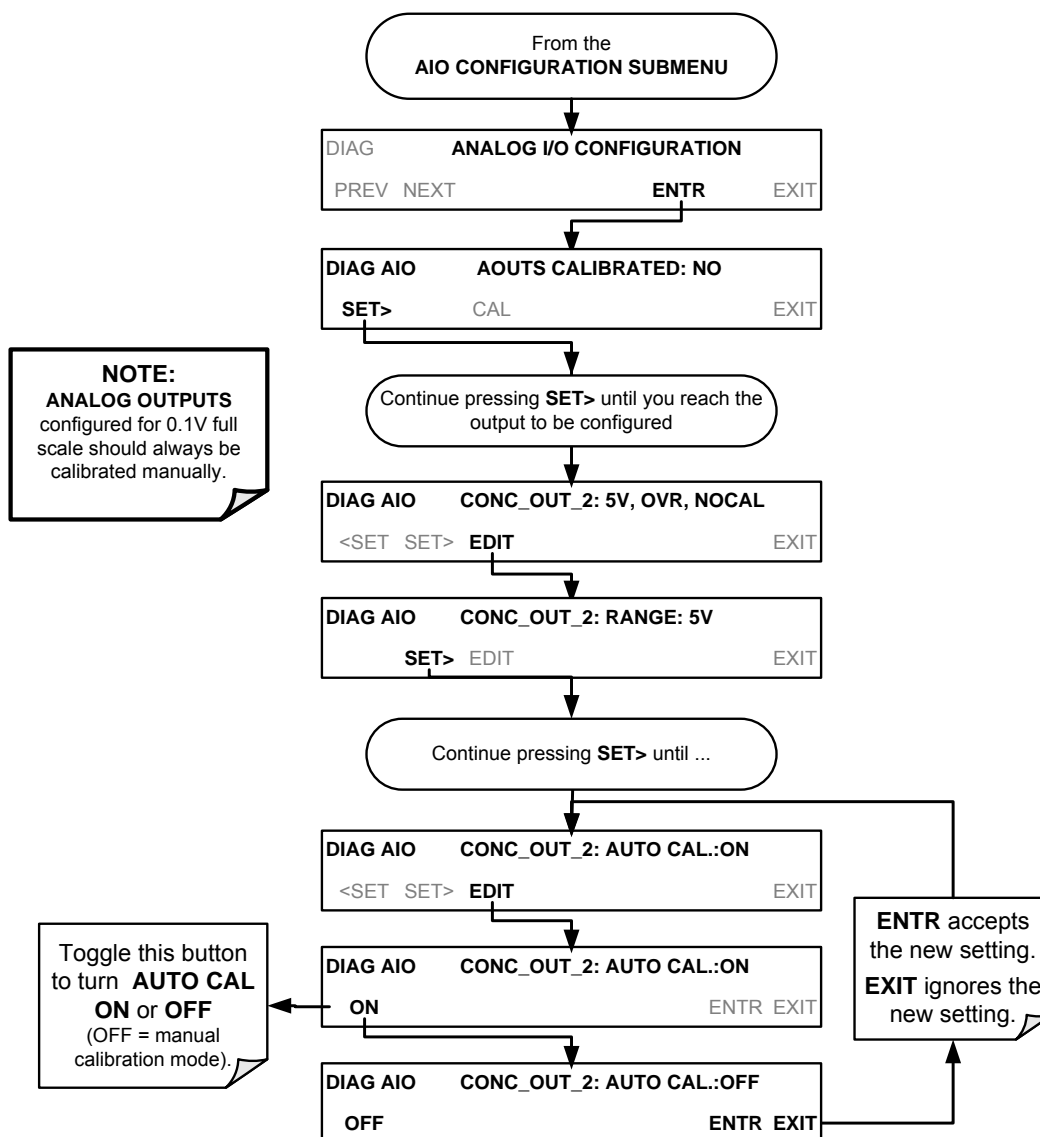 From the
AIO CONFIGURATION SUBMENU
DIAG ANALOG I/O CONFIGURATION
PREV NEXT ENTR EXIT
DIAG AIO AOUTS CALIBRATED: NO
SET> CAL EXIT
NOTE:
ANALOG OUTPUTS
configured for 0.1V full
scale should always be
calibrated manually.
Continue pressing SET> until you reach the
output to be configured
DIAG AIO CONC_OUT_2: 5V, OVR, NOCAL
<SET SET> EDIT EXIT
DIAG AIO CONC_OUT_2: RANGE: 5V
SET> EDIT EXIT
Continue pressing SET> until ...
DIAG AIO CONC_OUT_2: AUTO CAL.:ON
<SET SET> EDIT EXIT
ENTR accepts
the new setting.
EXIT ignores the
new setting.
Toggle this button
to turn AUTO CAL
ON or OFF
(OFF = manual
calibration mode).
DIAG AIO CONC_OUT_2: AUTO CAL.:ON
ON ENTR EXIT
DIAG AIO CONC_OUT_2: AUTO CAL.:OFF
OFF ENTR EXIT